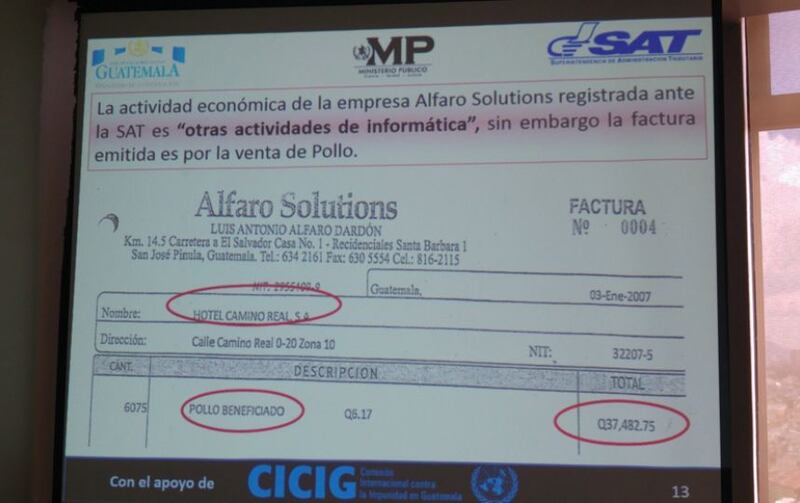 GUATEMALA
MP
MINISTERIO PÚBLICO
SAT
SUPERINTENDENCIA DE ADMINISTRACIÓN TRIBUTARIA
La actividad económica de la empresa Alfaro Solutions registrada ante
la SAT es “otras actividades de informática”, sin embargo la factura
emitida es por la venta de Pollo.
Alfaro Solutions
LUIS ANTONIO ALFARO DARDÓN
Km. 14.5 Carretera a El Salvador Casa No. 1 - Recidenciales Santa Barbara 1
San José Pinula, Guatemala. Tel.: 634 2161 Fax: 630 5554 Cel.: 816-2115
FACTURA
Nº 0004
NIT: 2955109-9
Guatemala, 03-Ene-2007
Nombre: HOTEL CAMINO REAL, S.A.
Dirección: Calle Camino Real 0-20 Zona 10 NIT: 32207-5
CANT. DESCRIPCION TOTAL
6075 POLLO BENEFICIADO Q6.17 Q37,482.75
Con el apoyo de CICIG
Comisión
Internacional contra
la Impunidad en Guatemala
13